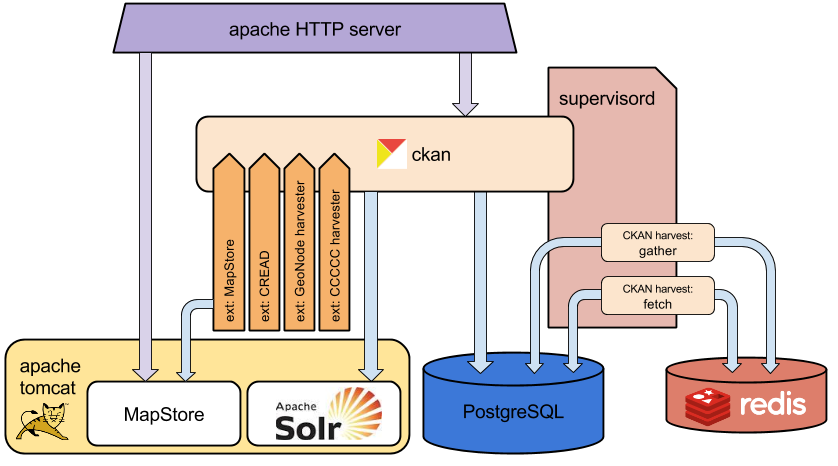 apache HTTP server
supervisord
ckan
ext: MapStore
ext: CREAD
ext: GeoNode harvester
ext: CCCCC harvester
CKAN harvest:
gather
CKAN harvest:
fetch
apache
tomcat
MapStore
Apache
Solr
PostgreSQL
redis